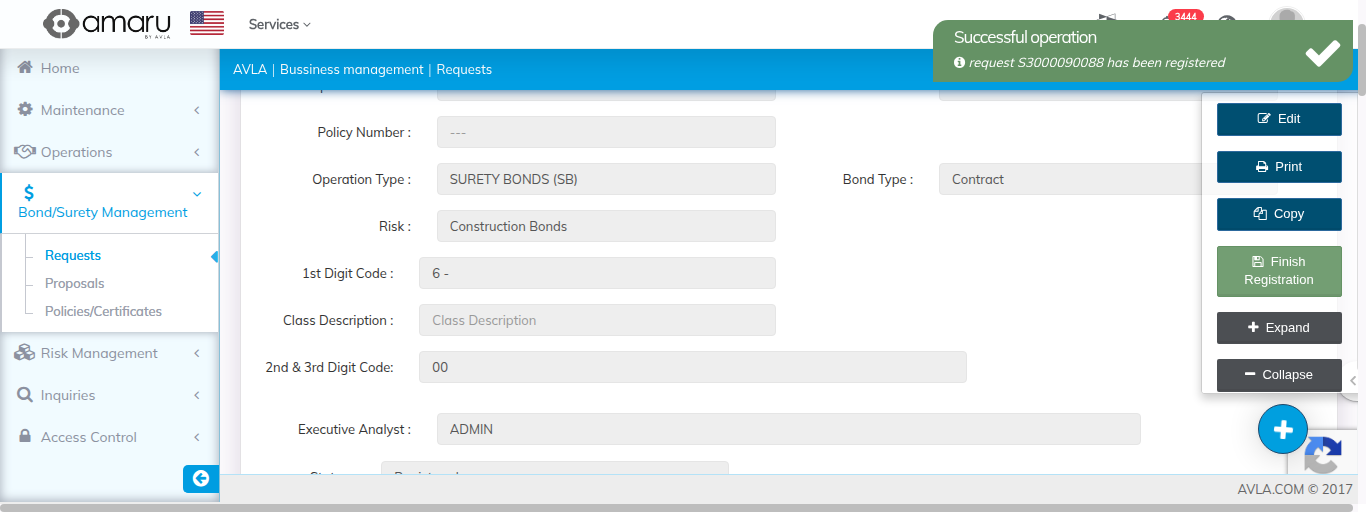 amaru
BY AVLA
Services
3444
Successful operation
request S3000090088 has been registered
Home
Maintenance
Operations
Bond/Surety Management
Requests
Proposals
Policies/Certificates
Risk Management
Inquiries
Access Control
AVLA | Bussiness management | Requests
Policy Number :
---
Operation Type :
SURETY BONDS (SB)
Bond Type :
Contract
Risk :
Construction Bonds
1st Digit Code :
6 -
Class Description :
Class Description
2nd & 3rd Digit Code:
00
Executive Analyst :
ADMIN
Edit
Print
Copy
Finish
Registration
Expand
Collapse
AVLA.COM © 2017